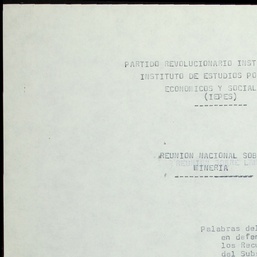 PARTIDO REVOLUCIONARIO INST
INSTITUTO DE ESTUDIOS PO
ECONOMICOS Y SOCIAL
(IEPES)
REUNION NACIONAL SOB
MINERIA
Palabras del
en defen
los Recu
del Sub